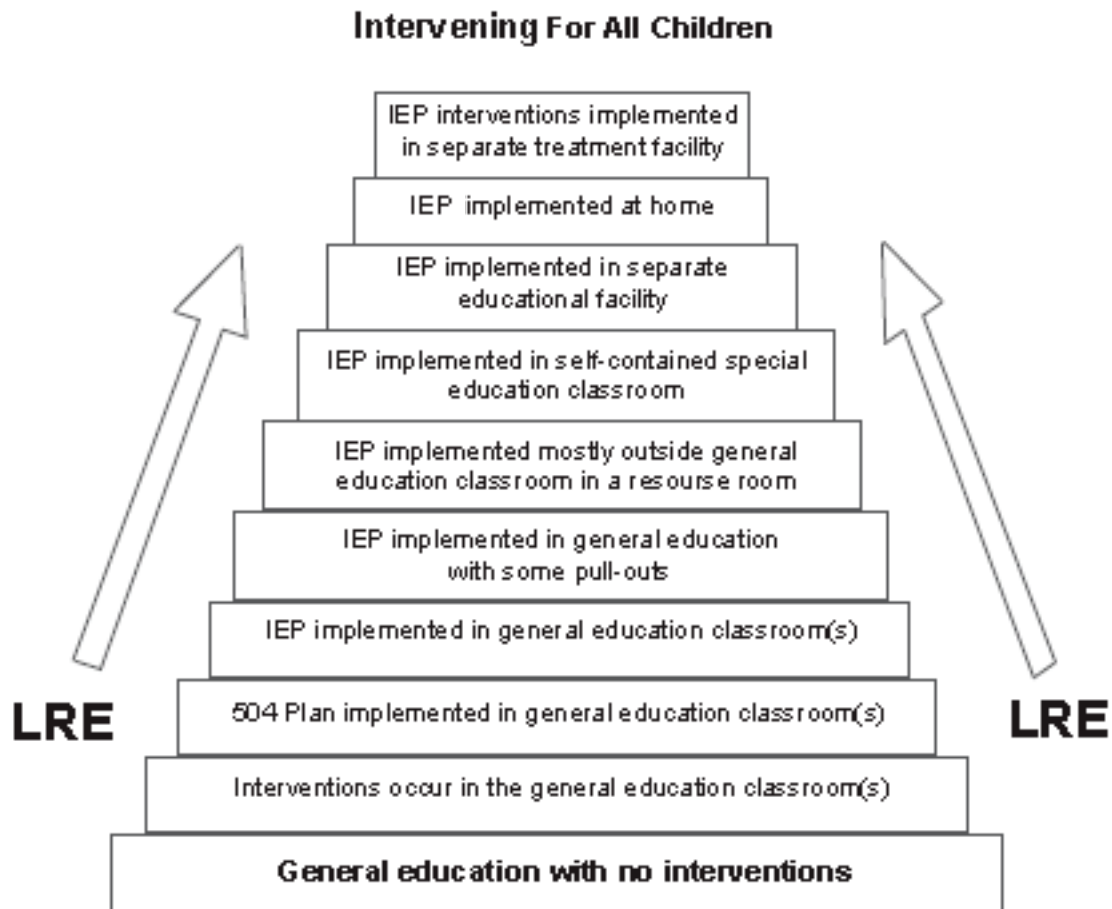 Intervening For All Children
IEP interventions implemented
in separate treatment facility
IEP implemented at home
IEP implemented in separate
educational facility
IEP implemented in self-contained special
education classroom
IEP implemented mostly outside general
education classroom in a resourse room
IEP implemented in general education
with some pull-outs
IEP implemented in general education classroom(s)
504 Plan implemented in general education classroom(s)
LRE
LRE
Interventions occur in the general education classroom(s)
General education with no interventions